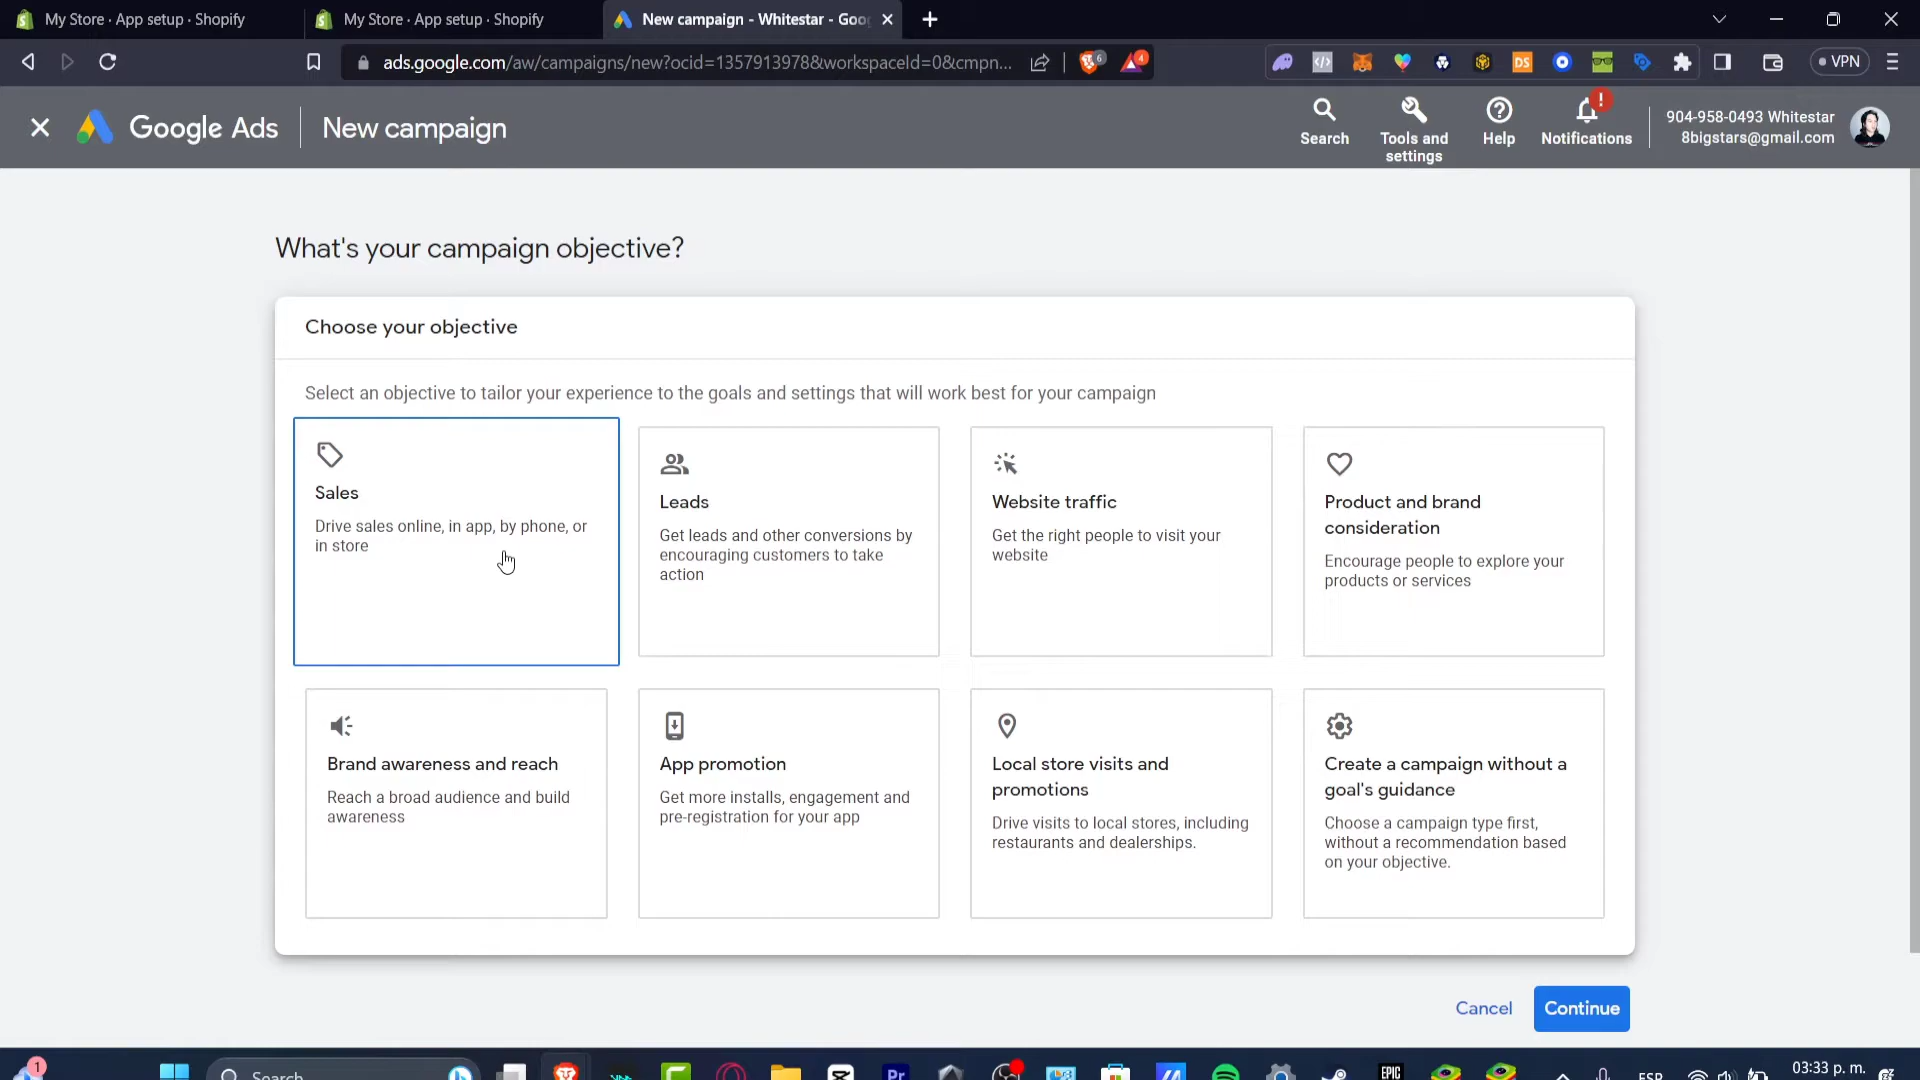 My Store · App setup · Shopify
My Store · App setup · Shopify
New campaign - Whitestar - Goo
ads.google.com/aw/campaigns/new?ocid=1357913978&workspaceId=0&cmpn...
6
4
DS
VPN
Google Ads
New campaign
Search
Tools and
settings
Help
!
Notifications
904-958-0493 Whitestar
8bigstars@gmail.com
What's your campaign objective?
Choose your objective
Select an objective to tailor your experience to the goals and settings that will work best for your campaign
Sales
Drive sales online, in app, by phone, or
in store
Leads
Get leads and other conversions by
encouraging customers to take
action
Website traffic
Get the right people to visit your
website
Product and brand
consideration
Encourage people to explore your
products or services
Brand awareness and reach
Reach a broad audience and build
awareness
App promotion
Get more installs, engagement and
pre-registration for your app
Local store visits and
promotions
Drive visits to local stores, including
restaurants and dealerships.
Create a campaign without a
goal's guidance
Choose a campaign type first,
without a recommendation based
on your objective.
Cancel
Continue
1
Search
Pr
EPIC
ESP
03:33 p. m.